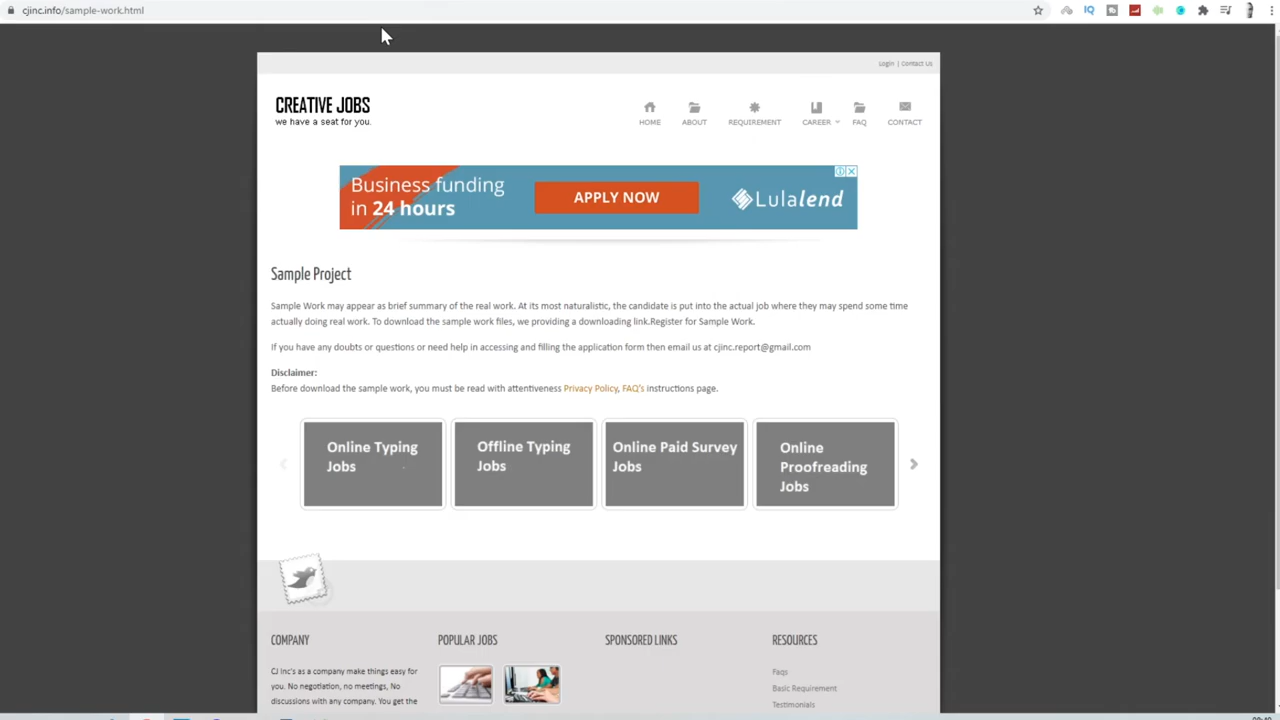 cjinc.info/sample-work.html
IQ
Login | Contact Us
CREATIVE JOBS
we have a seat for you.
HOME
ABOUT
REQUIREMENT
CAREER
FAQ
CONTACT
Business funding
in 24 hours
APPLY NOW
Lulalend
Sample Project
Sample Work may appear as brief summary of the real work. At its most naturalistic, the candidate is put into the actual job where they may spend some time
actually doing real work. To download the sample work files, we providing a downloading link.Register for Sample Work.
If you have any doubts or questions or need help in accessing and filling the application form then email us at cjinc.report@gmail.com
Disclaimer:
Before download the sample work, you must be read with attentiveness Privacy Policy, FAQ's instructions page.
Online Typing
Jobs
Offline Typing
Jobs
Online Paid Survey
Jobs
Online
Proofreading
Jobs
COMPANY
CJ Inc's as a company make things easy for
you. No negotiation, no meetings, No
discussions with any company. You get the
POPULAR JOBS
SPONSORED LINKS
RESOURCES
Faqs
Basic Requirement
Testimonials